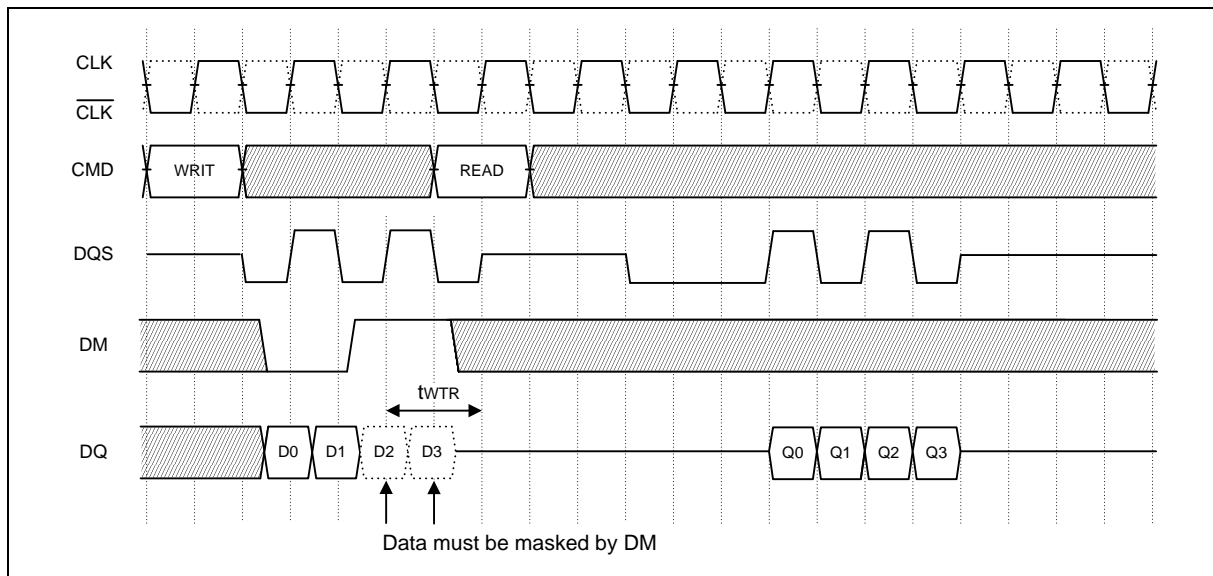 CLK
C̅L̅K̅
CMD WRIT READ
DQS
DM
tWTR
DQ D0 D1 D2 D3 Q0 Q1 Q2 Q3
Data must be masked by DM